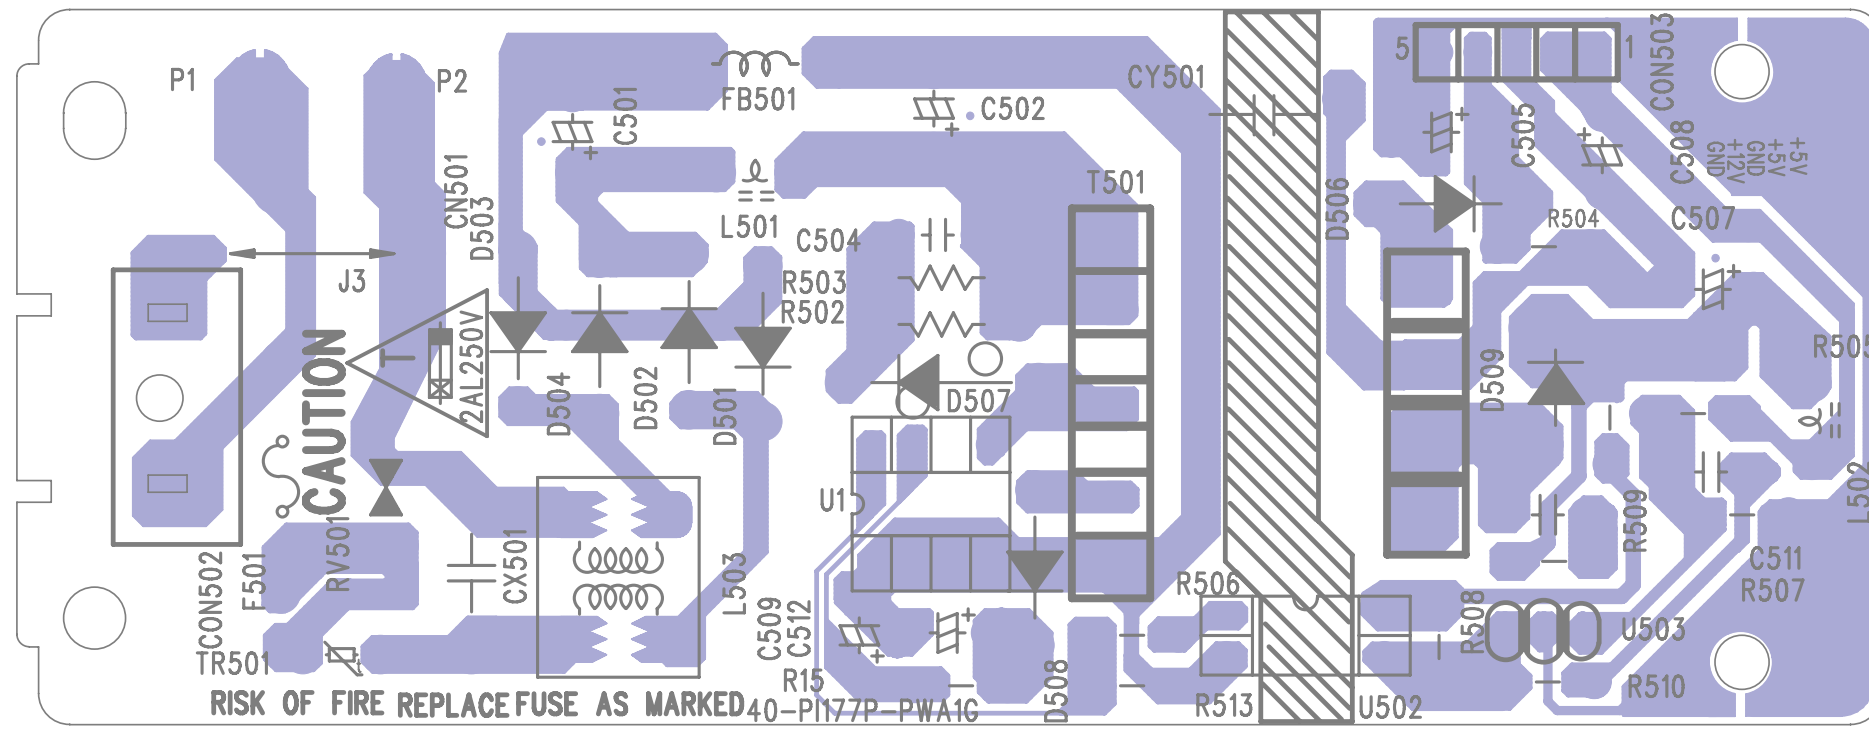 P1
P2
FB501
C501
C502
CY501
5
1
CON503
C505
C508
GND
+12V
GND
+5V
+5V
CN501
D503
L501
T501
D506
R504
C507
C504
R503
R502
J3
CAUTION
T
2AL250V
D504
D502
D501
D507
D509
R505
U1
R509
L502
CON502
F501
RV501
CX501
L503
C509
C512
R506
C511
R507
R508
U503
TR501
R15
D508
R513
U502
R510
RISK OF FIRE REPLACE FUSE AS MARKED
40-PI177P-PWA1G